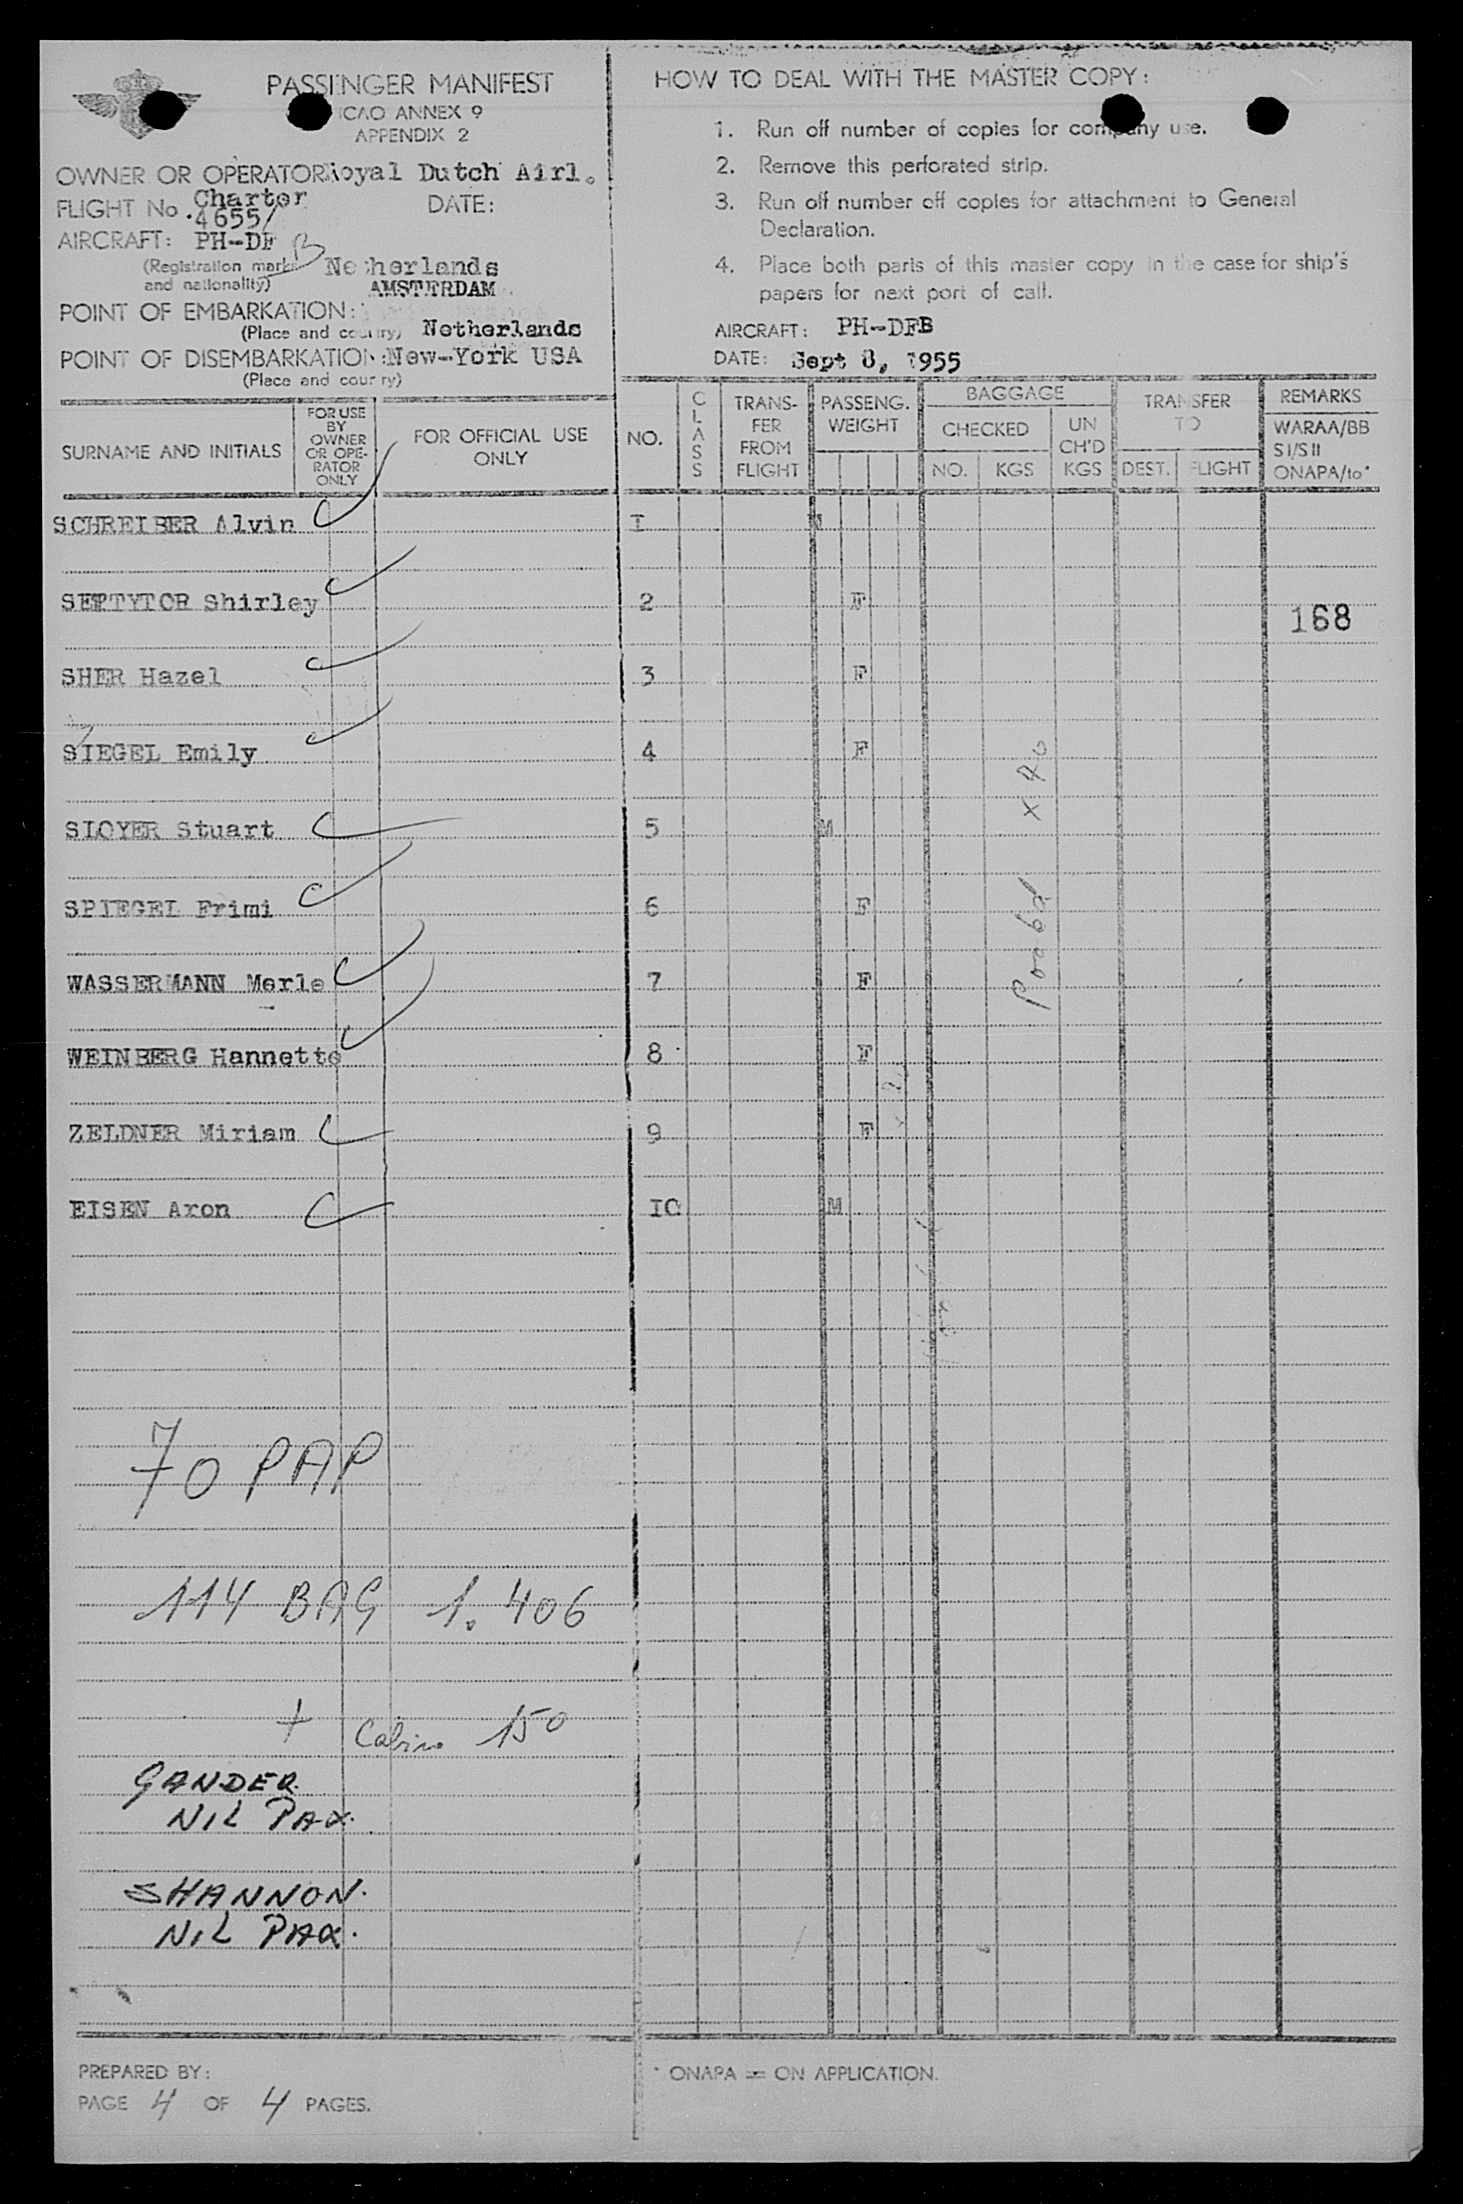 PASSENGER MANIFEST
ICAO ANNEX 9
APPENDIX 2
OWNER OR OPERATOR: Royal Dutch Airl.
FLIGHT No. Charter 4655/
DATE:
AIRCRAFT: PH-DFB
(Registration marks and nationality) Netherlands
AMSTERDAM
POINT OF EMBARKATION:
(Place and country) Netherlands
POINT OF DISEMBARKATION: New-York USA
(Place and country)
SURNAME AND INITIALS
FOR USE BY OWNER OR OPERATOR ONLY
FOR OFFICIAL USE ONLY
SCHREIBER Alvin
SETTYTOR Shirley
SHER Hazel
SIEGEL Emily
SLOYER Stuart
SPIEGEL Frimi
WASSERMANN Merle
WEINBERG Hannette
ZELDNER Miriam
EISEN Aron
70 PAP
114 BAG 1.406
+ Cabin 150
GANDER
NIL PAX.
SHANNON.
NIL PAX.
PREPARED BY:
PAGE 4 OF 4 PAGES.
HOW TO DEAL WITH THE MASTER COPY:
1. Run off number of copies for company use.
2. Remove this perforated strip.
3. Run off number off copies for attachment to General
Declaration.
4. Place both parts of this master copy in the case for ship's
papers for next port of call.
AIRCRAFT: PH-DFB
DATE: Sept 8, 1955
NO.
CLASS
TRANSFER FROM FLIGHT
PASSENG. WEIGHT
BAGGAGE
CHECKED
NO. KGS
UN CH'D KGS
TRANSFER TO
DEST. FLIGHT
REMARKS
WARAA/BB
S I/S II
ONAPA/to*
I M
2 F
168
3 F
4 F
5 M
6 F
7 F
8 F
9 F
IO M
* ONAPA = ON APPLICATION.